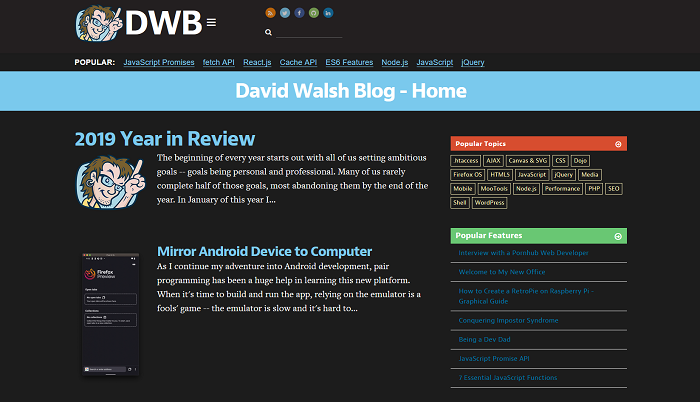 DWB
POPULAR: JavaScript Promises fetch API React.js Cache API ES6 Features Node.js JavaScript jQuery
David Walsh Blog - Home
2019 Year in Review
The beginning of every year starts out with all of us setting ambitious
goals -- goals being personal and professional. Many of us rarely
complete half of those goals, most abandoning them by the end of the
year. In January of this year I...
Mirror Android Device to Computer
As I continue my adventure into Android development, pair
programming has been a huge help in learning this new platform.
When it's time to build and run the app, relying on the emulator is a
fools' game -- the emulator is slow and it's hard to...
Firefox
Preview
Popular Topics
.htaccess AJAX Canvas & SVG CSS Dojo
Firefox OS HTML5 JavaScript jQuery Media
Mobile MooTools Node.js Performance PHP SEO
Shell WordPress
Popular Features
Interview with a Pornhub Web Developer
Welcome to My New Office
How to Create a RetroPie on Raspberry Pi -
Graphical Guide
Conquering Impostor Syndrome
Being a Dev Dad
JavaScript Promise API
7 Essential JavaScript Functions